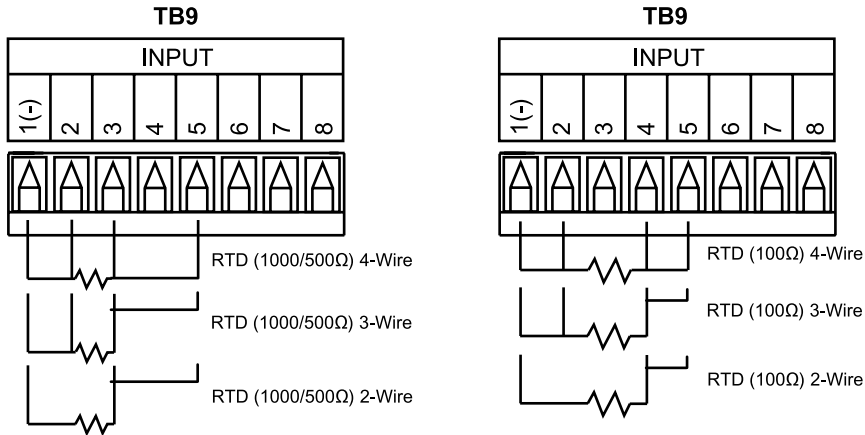 TB9
INPUT
1(-) 2 3 4 5 6 7 8
RTD (1000/500Ω) 4-Wire
RTD (1000/500Ω) 3-Wire
RTD (1000/500Ω) 2-Wire
TB9
INPUT
1(-) 2 3 4 5 6 7 8
RTD (100Ω) 4-Wire
RTD (100Ω) 3-Wire
RTD (100Ω) 2-Wire